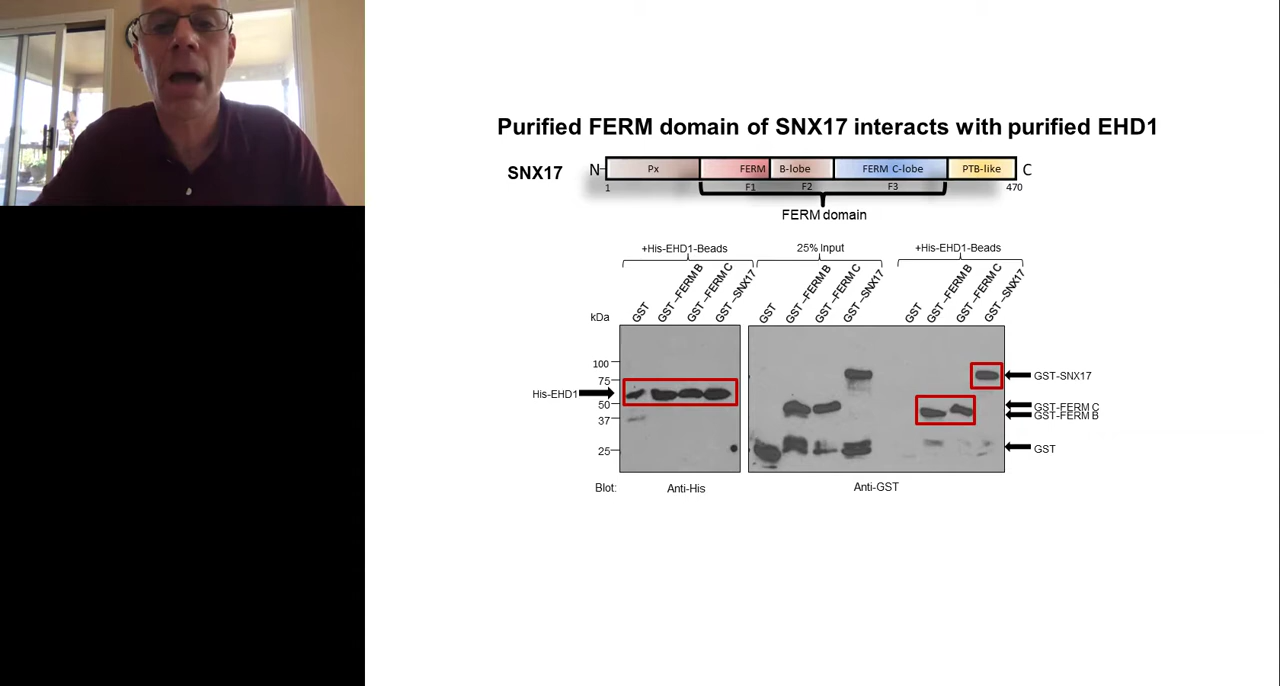 Purified FERM domain of SNX17 interacts with purified EHD1
SNX17
N
Px
FERM
B-lobe
FERM C-lobe
PTB-like
C
1
F1
F2
F3
470
FERM domain
+His-EHD1-Beads
25% Input
+His-EHD1-Beads
GST
GST –FERM B
GST –FERM C
GST –SNX17
GST
GST –FERM B
GST –FERM C
GST –SNX17
GST
GST –FERM B
GST –FERM C
GST –SNX17
kDa
100
75
50
37
25
His-EHD1
GST-SNX17
GST-FERM C
GST-FERM B
GST
Blot:
Anti-His
Anti-GST